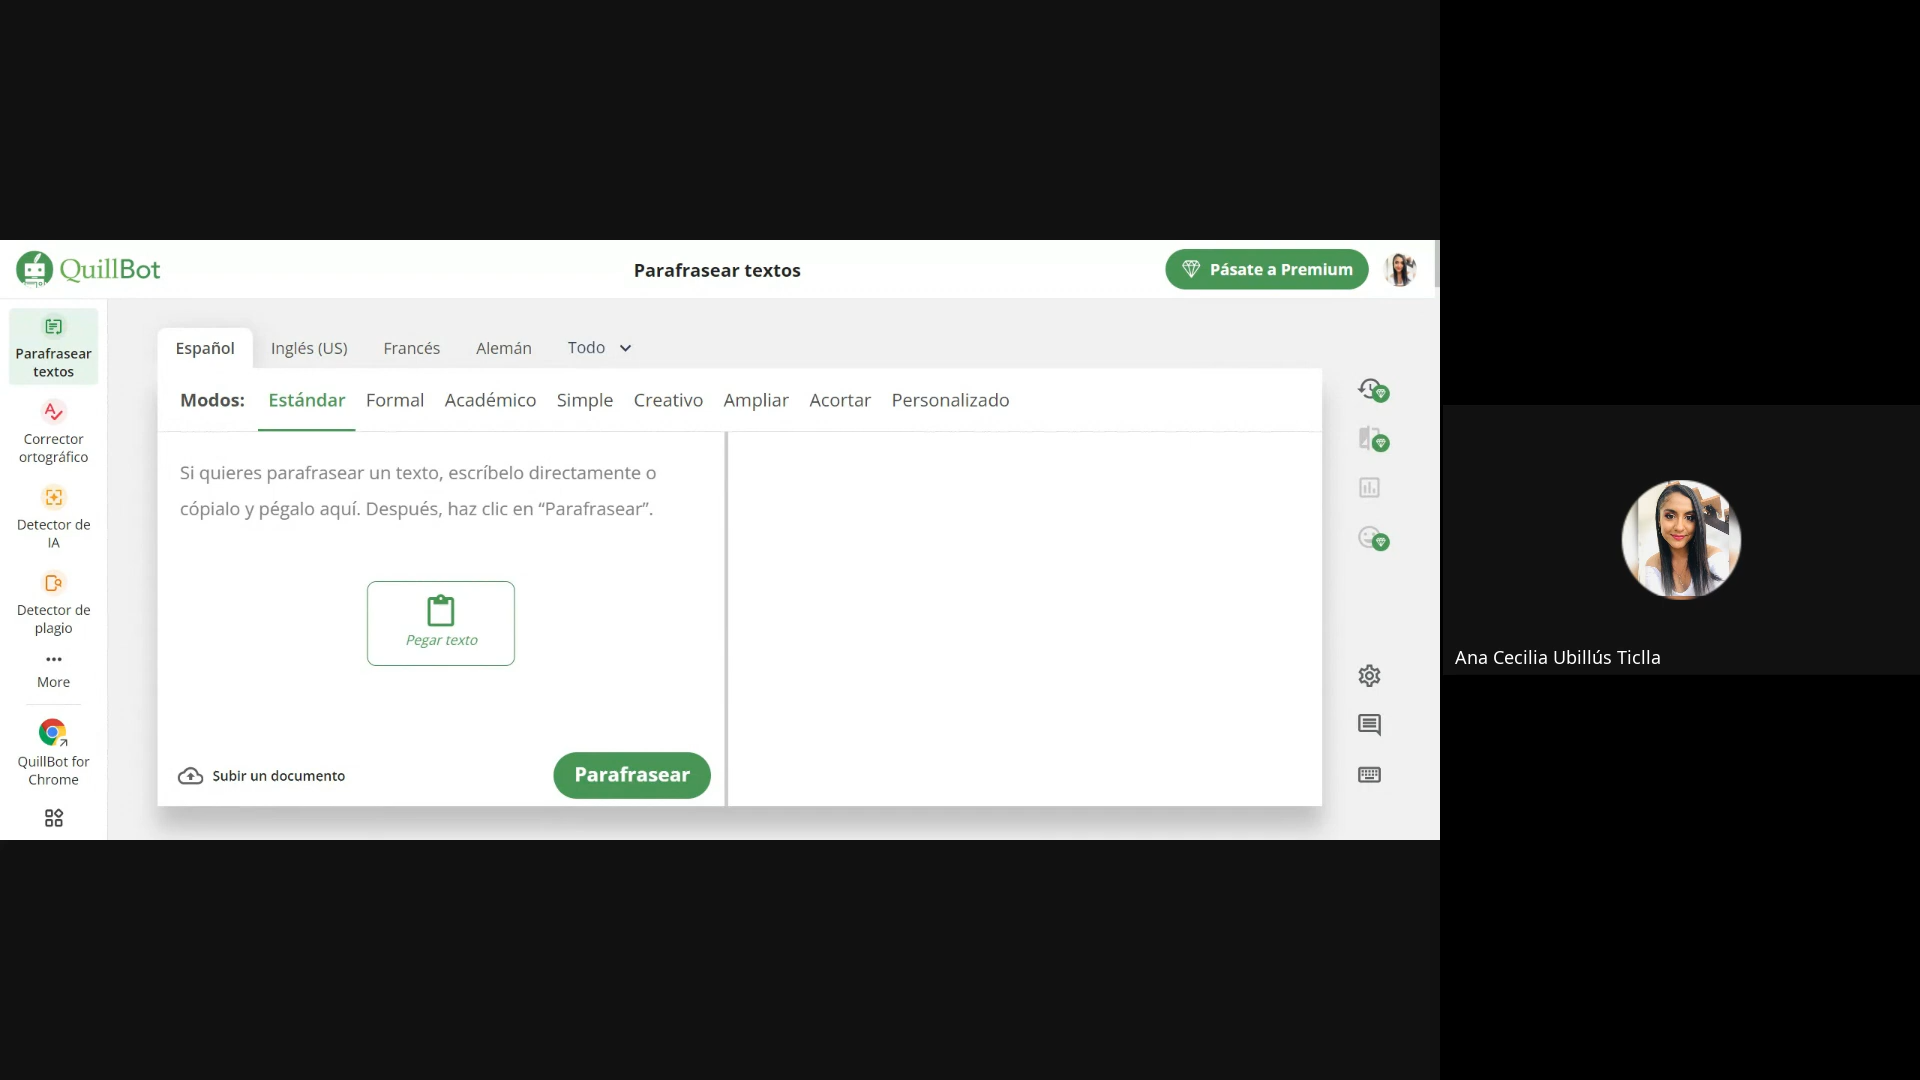 QuillBot
Parafrasear textos
Pásate a Premium
Parafrasear
textos
Corrector
ortográfico
Detector de
IA
Detector de
plagio
More
QuillBot for
Chrome
Español
Inglés (US)
Francés
Alemán
Todo
Modos:
Estándar
Formal
Académico
Simple
Creativo
Ampliar
Acortar
Personalizado
Si quieres parafrasear un texto, escríbelo directamente o
cópialo y pégalo aquí. Después, haz clic en “Parafrasear”.
Pegar texto
Subir un documento
Parafrasear
Ana Cecilia Ubillús Ticlla